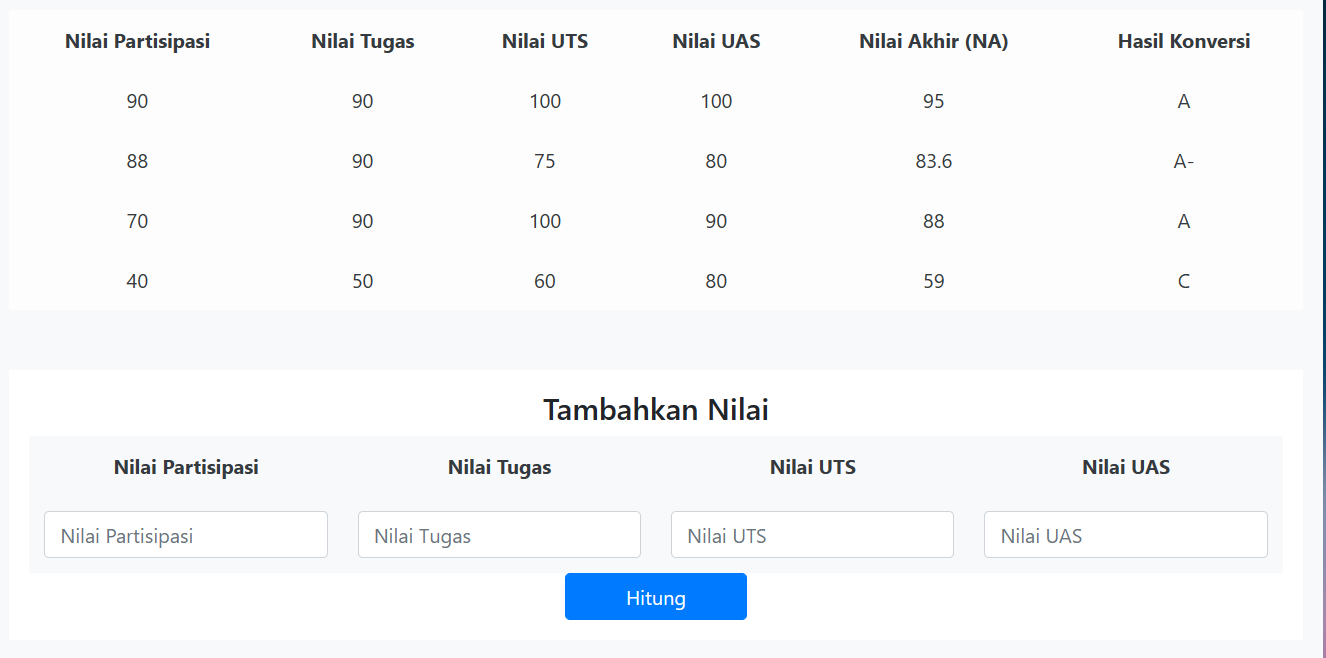 Nilai Partisipasi Nilai Tugas Nilai UTS Nilai UAS Nilai Akhir (NA) Hasil Konversi
90 90 100 100 95 A
88 90 75 80 83.6 A-
70 90 100 90 88 A
40 50 60 80 59 C
Tambahkan Nilai
Nilai Partisipasi Nilai Tugas Nilai UTS Nilai UAS
Nilai Partisipasi Nilai Tugas Nilai UTS Nilai UAS
Hitung